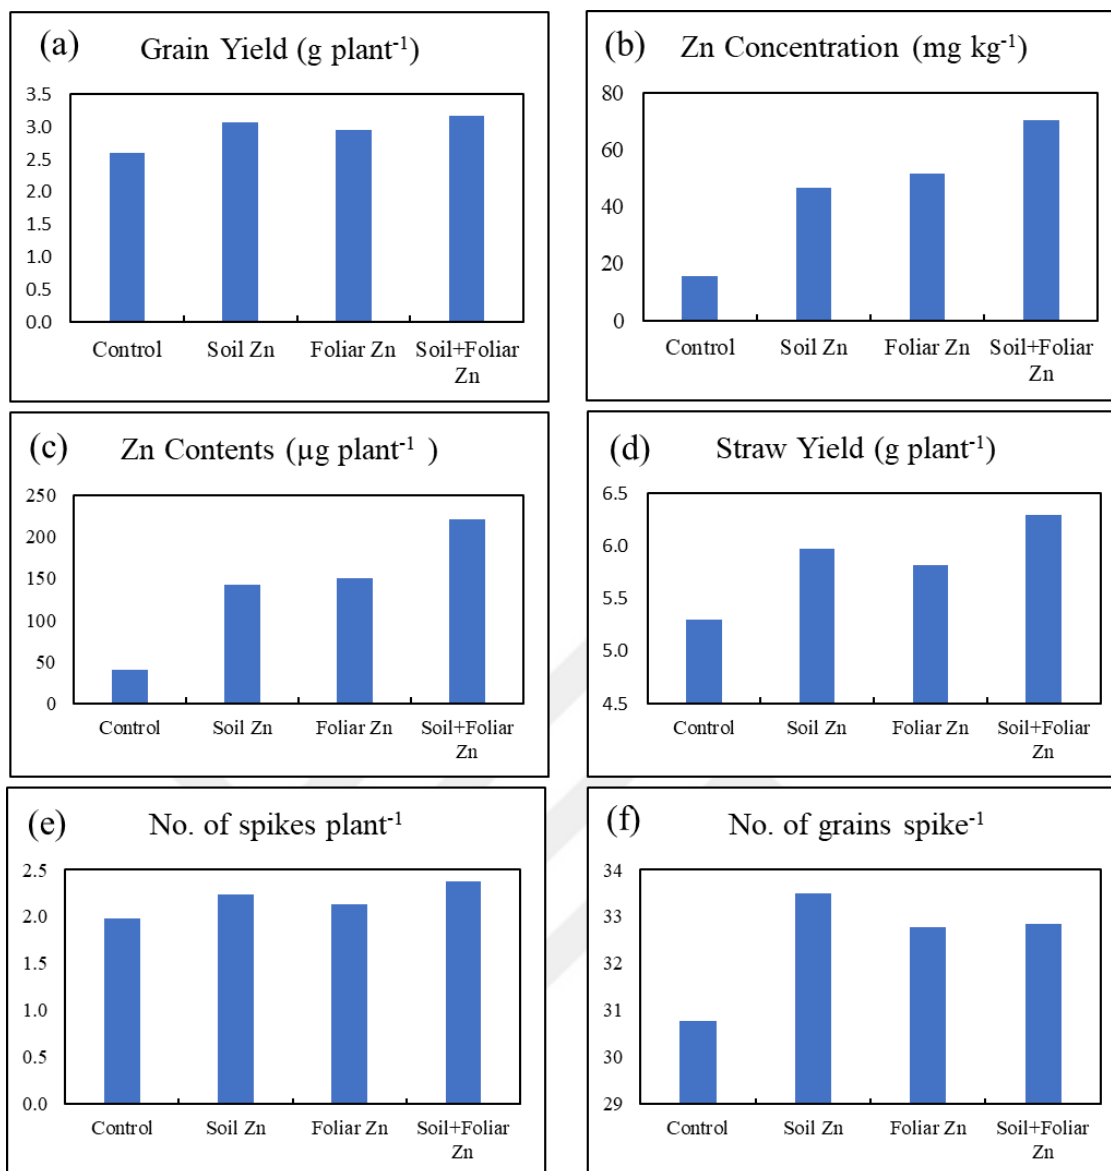 (a) Grain Yield (g plant⁻¹)
3.5
3.0
2.5
2.0
1.5
1.0
0.5
0.0
Control Soil Zn Foliar Zn Soil+Foliar
Zn
(b) Zn Concentration (mg kg⁻¹)
80
60
40
20
0
Control Soil Zn Foliar Zn Soil+Foliar
Zn
(c) Zn Contents (µg plant⁻¹ )
250
200
150
100
50
0
Control Soil Zn Foliar Zn Soil+Foliar
Zn
(d) Straw Yield (g plant⁻¹)
6.5
6.0
5.5
5.0
4.5
Control Soil Zn Foliar Zn Soil+Foliar
Zn
(e) No. of spikes plant⁻¹
2.5
2.0
1.5
1.0
0.5
0.0
Control Soil Zn Foliar Zn Soil+Foliar
Zn
(f) No. of grains spike⁻¹
34
33
32
31
30
29
Control Soil Zn Foliar Zn Soil+Foliar
Zn